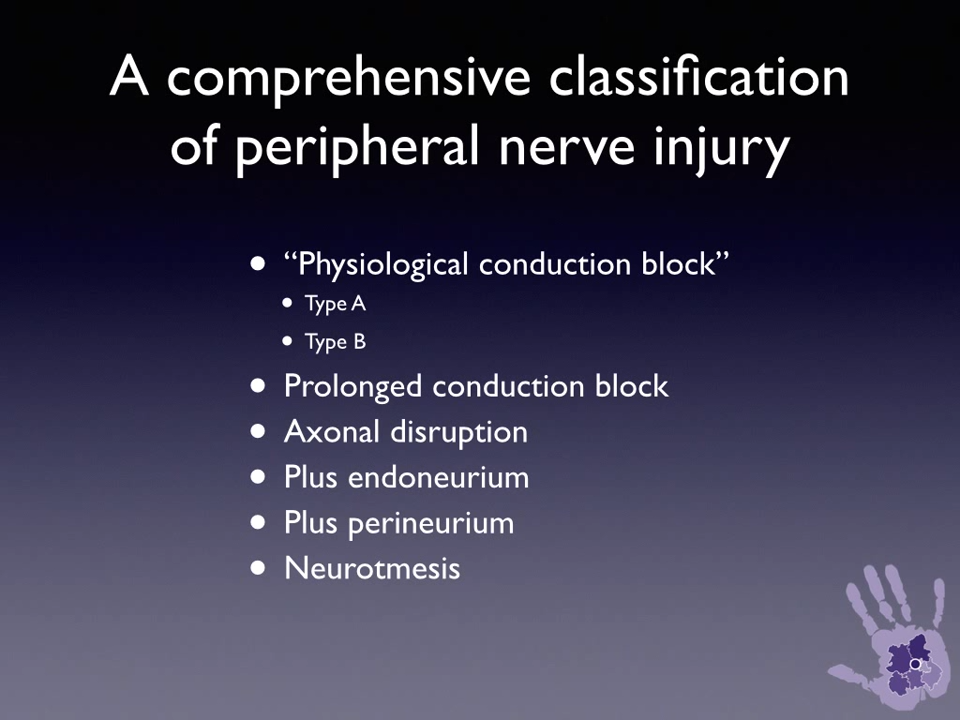 A comprehensive classification
of peripheral nerve injury
• “Physiological conduction block”
• Type A
• Type B
• Prolonged conduction block
• Axonal disruption
• Plus endoneurium
• Plus perineurium
• Neurotmesis